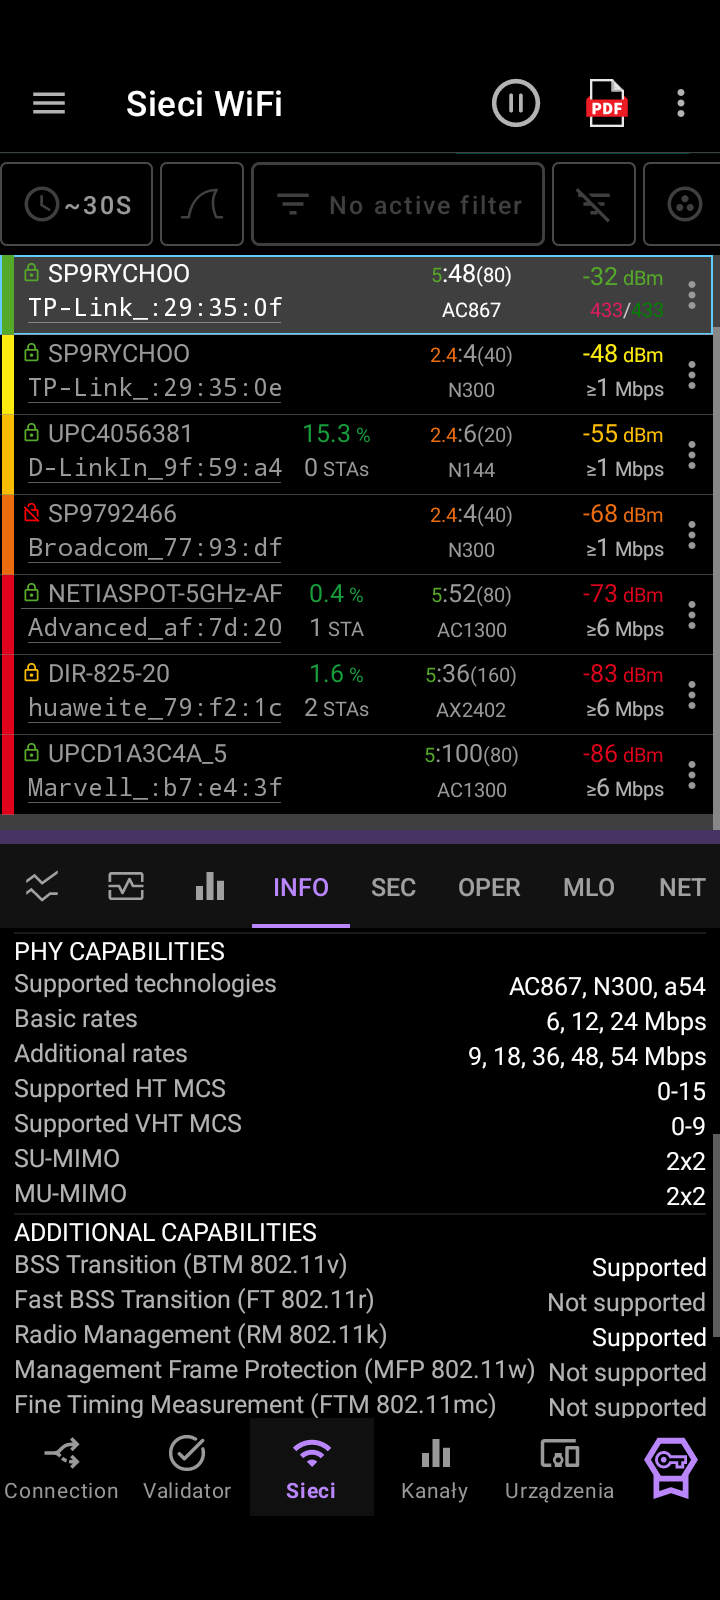 Sieci WiFi
PDF
~30S
No active filter
SP9RYCHOO 5:48(80) -32 dBm
TP-Link_:29:35:0f AC867 433/433
SP9RYCHOO 2.4:4(40) -48 dBm
TP-Link_:29:35:0e N300 ≥1 Mbps
UPC4056381 15.3 % 2.4:6(20) -55 dBm
D-LinkIn_9f:59:a4 0 STAs N144 ≥1 Mbps
SP9792466 2.4:4(40) -68 dBm
Broadcom_77:93:df N300 ≥1 Mbps
NETIASPOT-5GHz-AF 0.4 % 5:52(80) -73 dBm
Advanced_af:7d:20 1 STA AC1300 ≥6 Mbps
DIR-825-20 1.6 % 5:36(160) -83 dBm
huaweite_79:f2:1c 2 STAs AX2402 ≥6 Mbps
UPCD1A3C4A_5 5:100(80) -86 dBm
Marvell_:b7:e4:3f AC1300 ≥6 Mbps
INFO SEC OPER MLO NET
PHY CAPABILITIES
Supported technologies AC867, N300, a54
Basic rates 6, 12, 24 Mbps
Additional rates 9, 18, 36, 48, 54 Mbps
Supported HT MCS 0-15
Supported VHT MCS 0-9
SU-MIMO 2x2
MU-MIMO 2x2
ADDITIONAL CAPABILITIES
BSS Transition (BTM 802.11v) Supported
Fast BSS Transition (FT 802.11r) Not supported
Radio Management (RM 802.11k) Supported
Management Frame Protection (MFP 802.11w) Not supported
Fine Timing Measurement (FTM 802.11mc) Not supported
Connection Validator Sieci Kanały Urządzenia